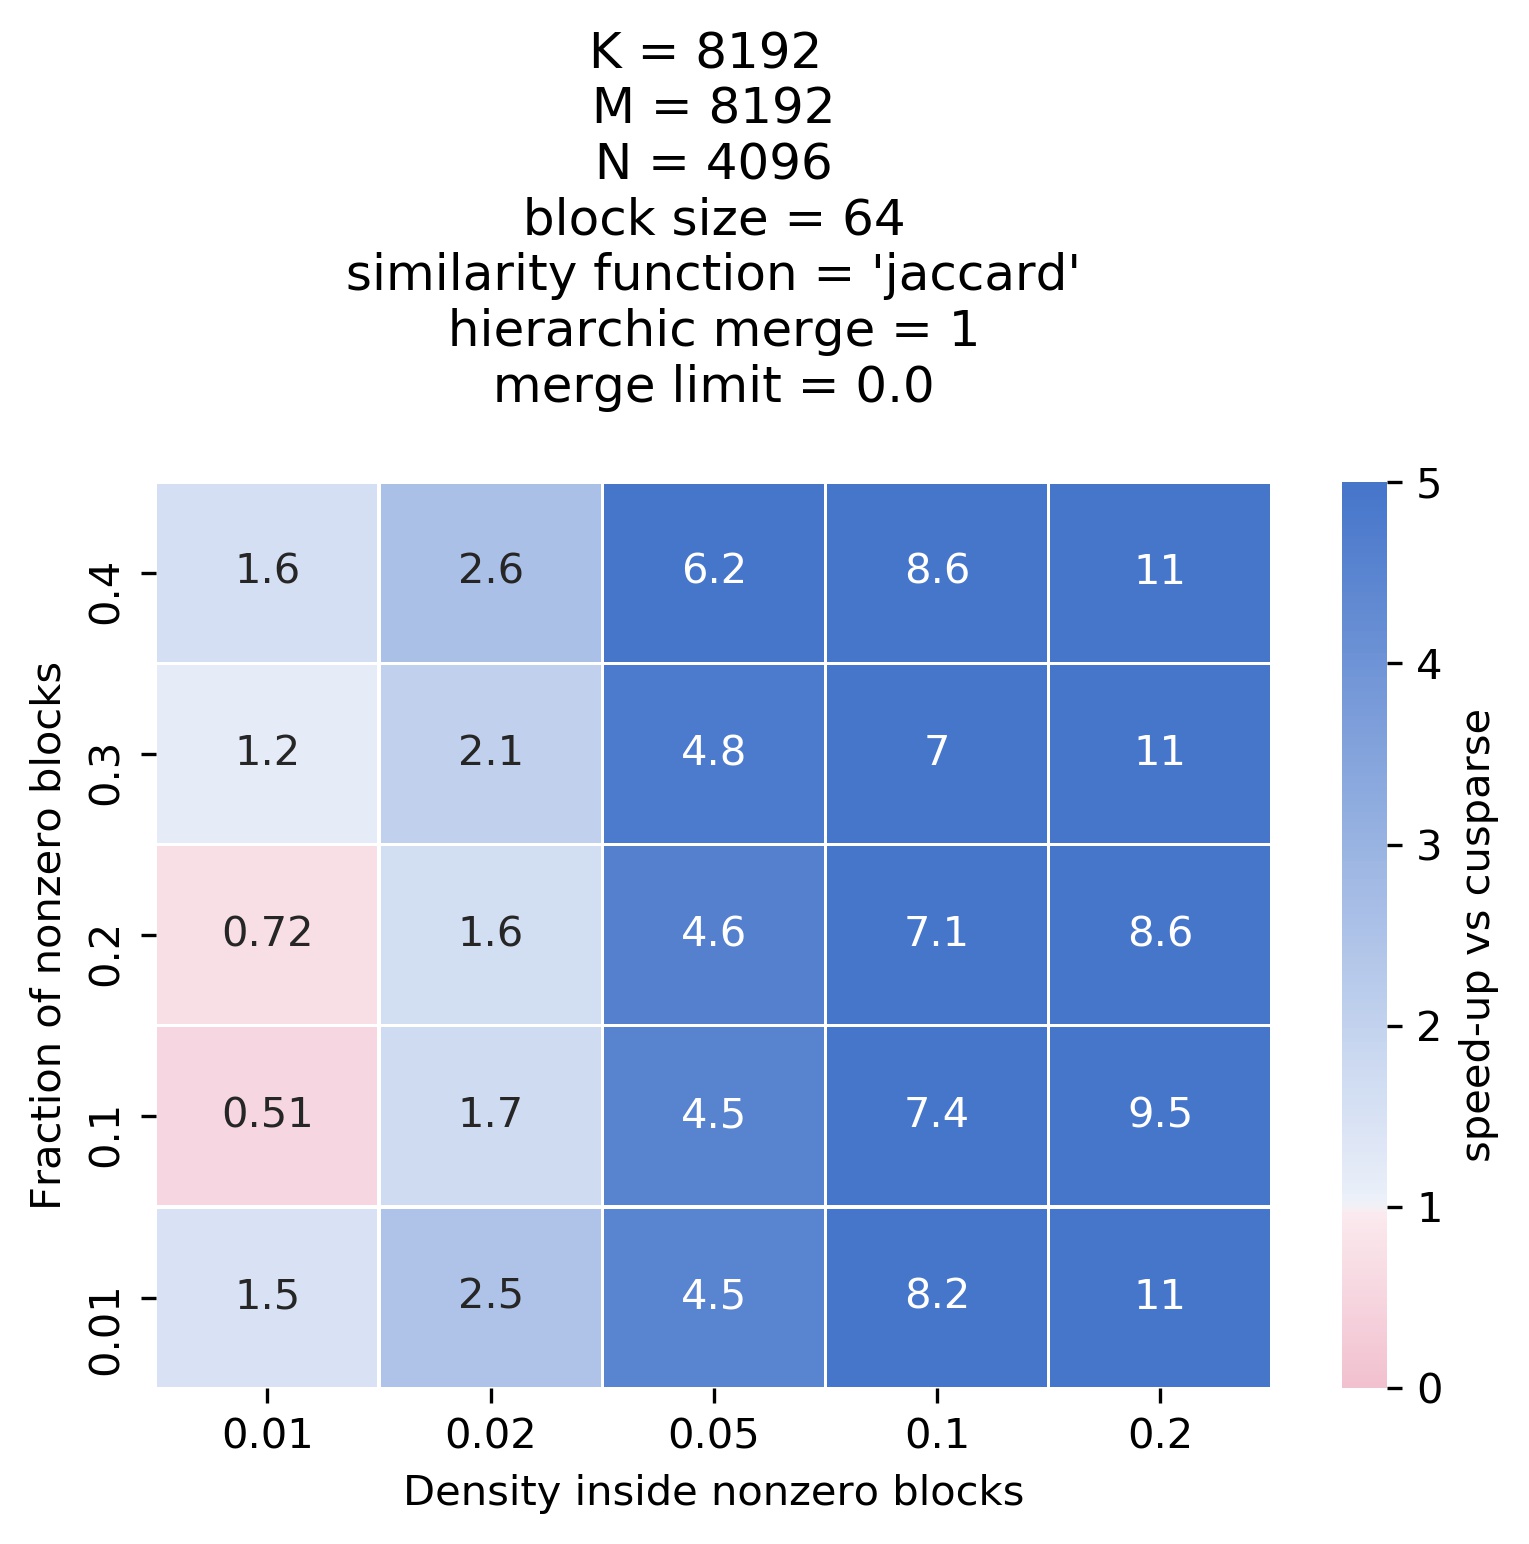 K = 8192
M = 8192
N = 4096
block size = 64
similarity function = 'jaccard'
hierarchic merge = 1
merge limit = 0.0
Fraction of nonzero blocks
0.4 1.6 2.6 6.2 8.6 11
0.3 1.2 2.1 4.8 7 11
0.2 0.72 1.6 4.6 7.1 8.6
0.1 0.51 1.7 4.5 7.4 9.5
0.01 1.5 2.5 4.5 8.2 11
0.01 0.02 0.05 0.1 0.2
Density inside nonzero blocks
5
4
3
2
1
0
speed-up vs cusparse